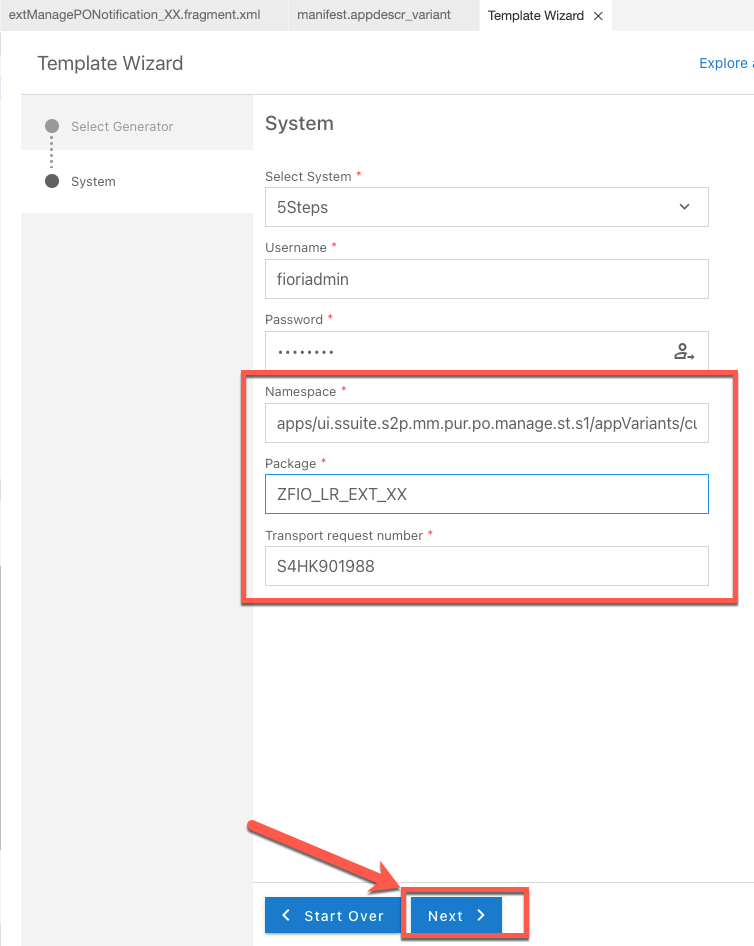 extManagePONotification_XX.fragment.xml manifest.appdescr_variant Template Wizard
Template Wizard
Explore
Select Generator
System
System
Select System *
5Steps
Username *
fioriadmin
Password *
••••••••
Namespace *
apps/ui.ssuite.s2p.mm.pur.po.manage.st.s1/appVariants/cu
Package *
ZFIO_LR_EXT_XX
Transport request number *
S4HK901988
Start Over
Next